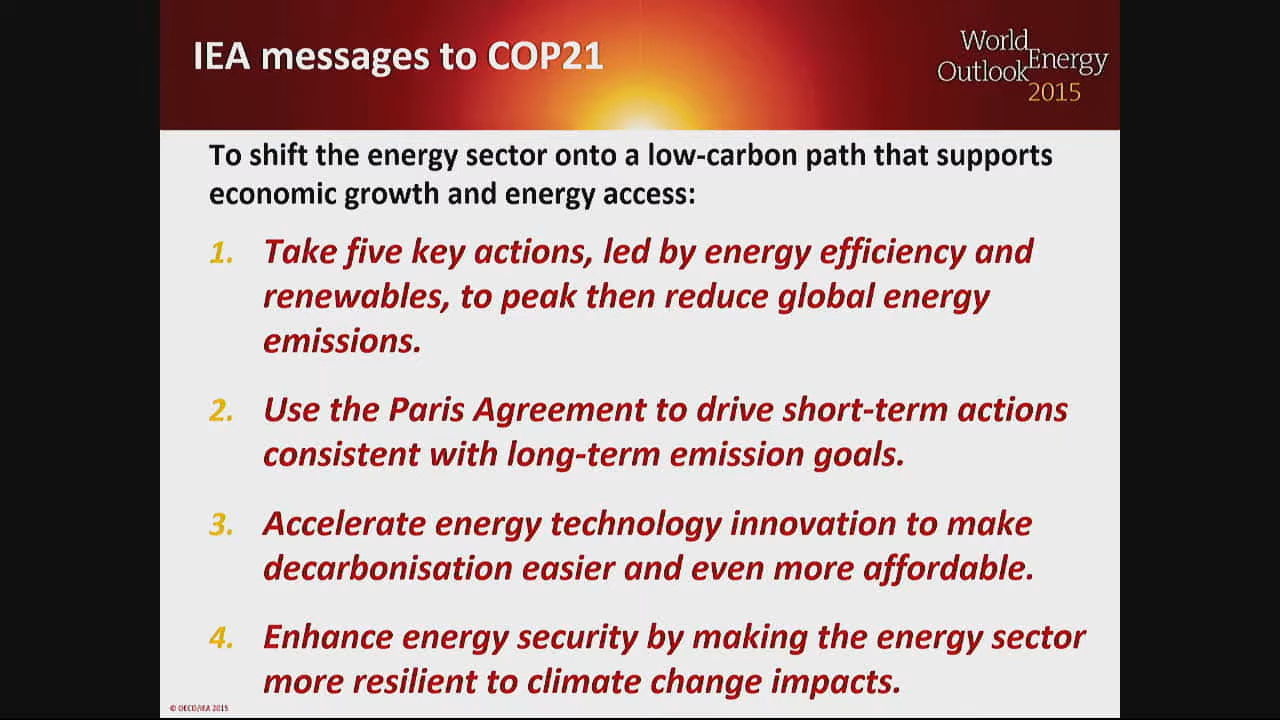 IEA messages to COP21
World
Energy
Outlook
2015
To shift the energy sector onto a low-carbon path that supports
economic growth and energy access:
1. Take five key actions, led by energy efficiency and
renewables, to peak then reduce global energy
emissions.
2. Use the Paris Agreement to drive short-term actions
consistent with long-term emission goals.
3. Accelerate energy technology innovation to make
decarbonisation easier and even more affordable.
4. Enhance energy security by making the energy sector
more resilient to climate change impacts.
© OECD/IEA 2015